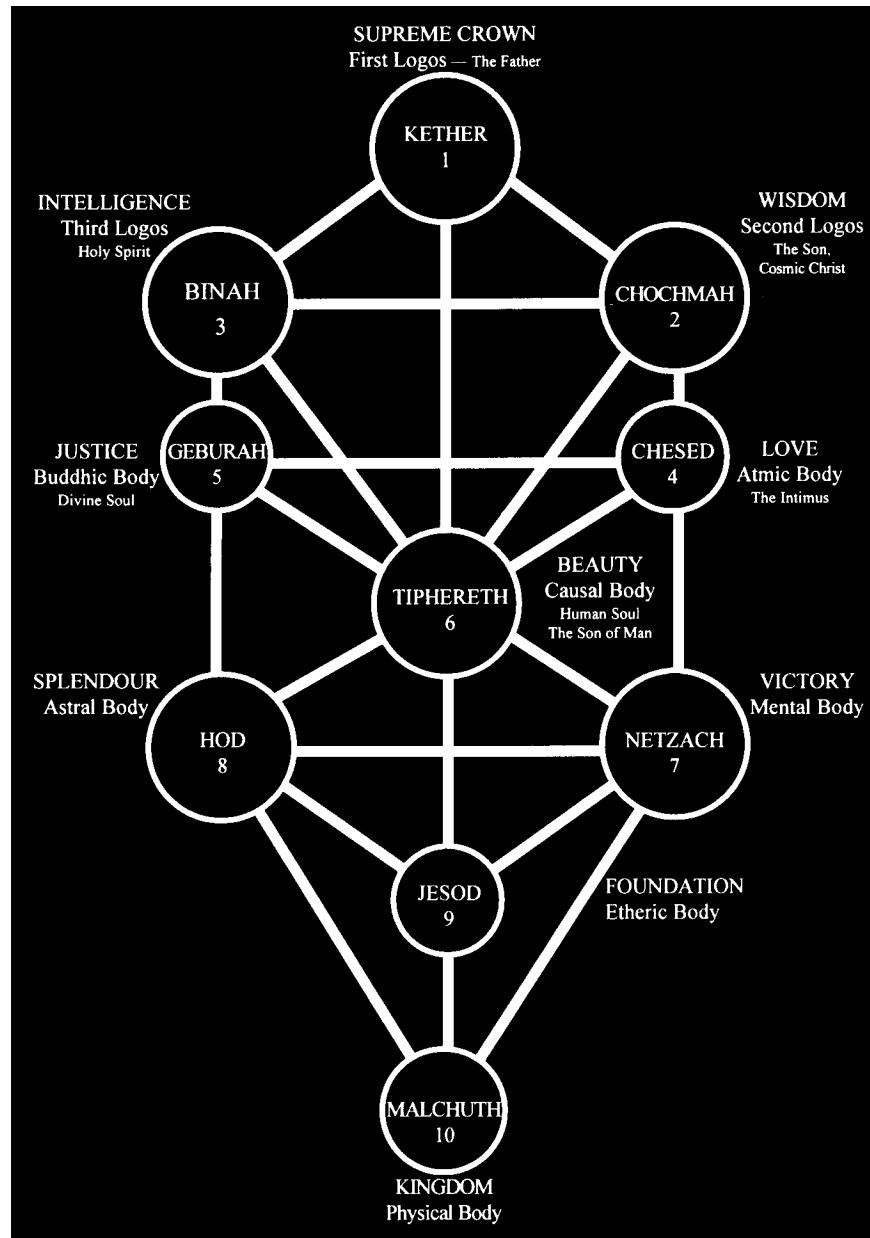 SUPREME CROWN
First Logos — The Father
KETHER
1
INTELLIGENCE
Third Logos
Holy Spirit
WISDOM
Second Logos
The Son,
Cosmic Christ
BINAH
3
CHOCHMAH
2
JUSTICE
Buddhic Body
Divine Soul
GEBURAH
5
CHESED
4
LOVE
Atmic Body
The Intimus
TIPHERETH
6
BEAUTY
Causal Body
Human Soul
The Son of Man
SPLENDOUR
Astral Body
HOD
8
NETZACH
7
VICTORY
Mental Body
JESOD
9
FOUNDATION
Etheric Body
MALCHUTH
10
KINGDOM
Physical Body